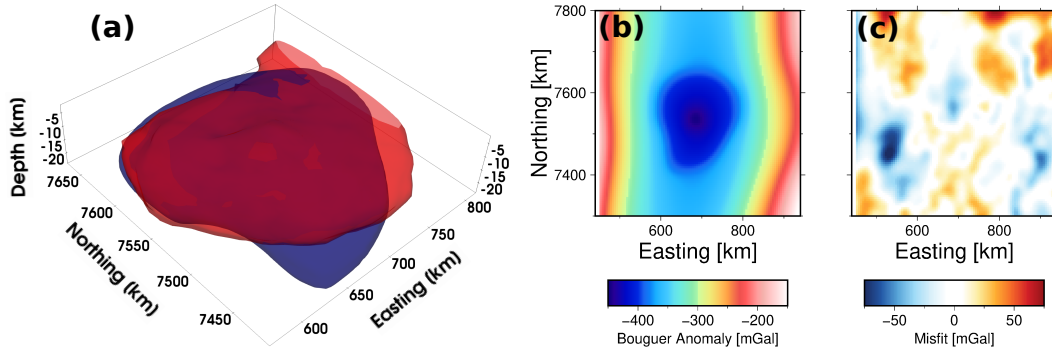 (a)
Depth (km)
-5
-10
-15
-20
7650
7600
7550
7500
7450
Northing (km)
600
650
700
750
800
Easting (km)
-5
-10
-15
-20
(b)
7800
7600
7400
Northing [km]
600 800
Easting [km]
−400 −300 −200
Bouguer Anomaly [mGal]
(c)
600 800
Easting [km]
−50 0 50
Misfit [mGal]